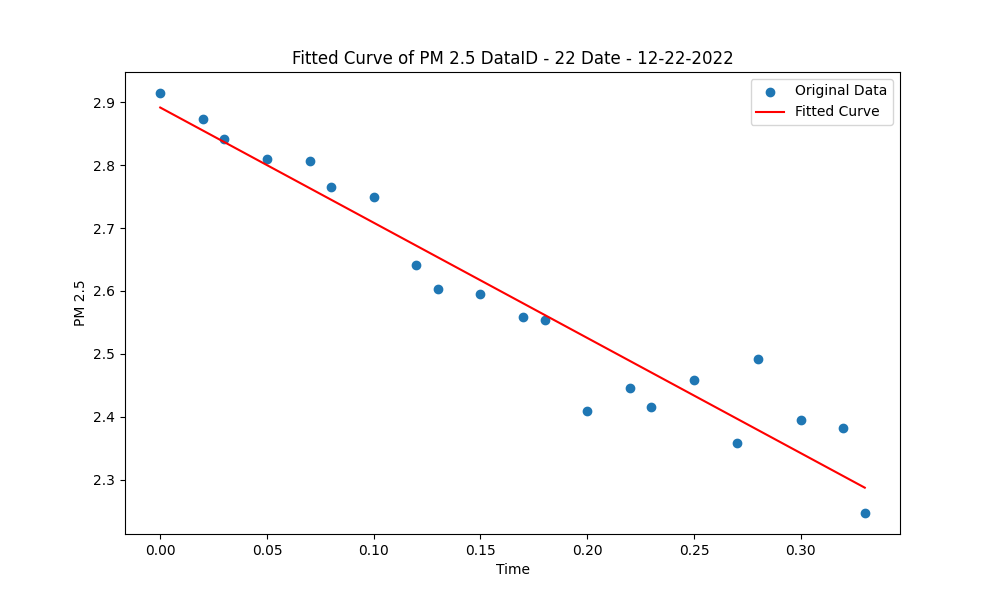 Fitted Curve of PM 2.5 DataID - 22 Date - 12-22-2022
Original Data
Fitted Curve
2.9
2.8
2.7
2.6
2.5
2.4
2.3
PM 2.5
0.00 0.05 0.10 0.15 0.20 0.25 0.30
Time